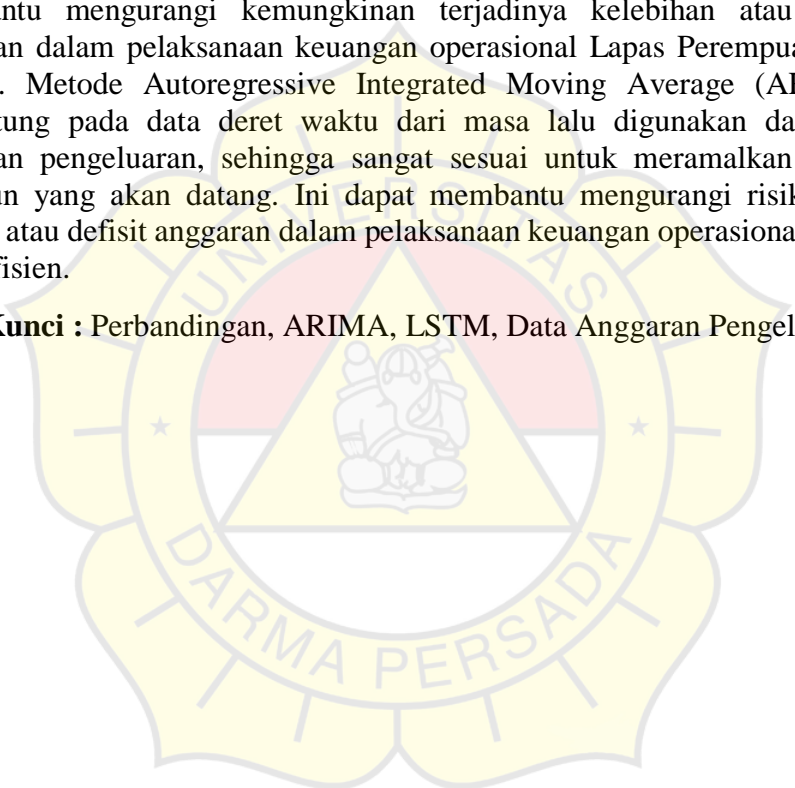 ntu mengurangi kemungkinan terjadinya kelebihan atau
an dalam pelaksanaan keuangan operasional Lapas Perempua
. Metode Autoregressive Integrated Moving Average (AI
tung pada data deret waktu dari masa lalu digunakan da
an pengeluaran, sehingga sangat sesuai untuk meramalkan
un yang akan datang. Ini dapat membantu mengurangi risik
atau defisit anggaran dalam pelaksanaan keuangan operasiona
fisien.
Kunci : Perbandingan, ARIMA, LSTM, Data Anggaran Pengel
UNIVERSITAS
DARMA PERSADA